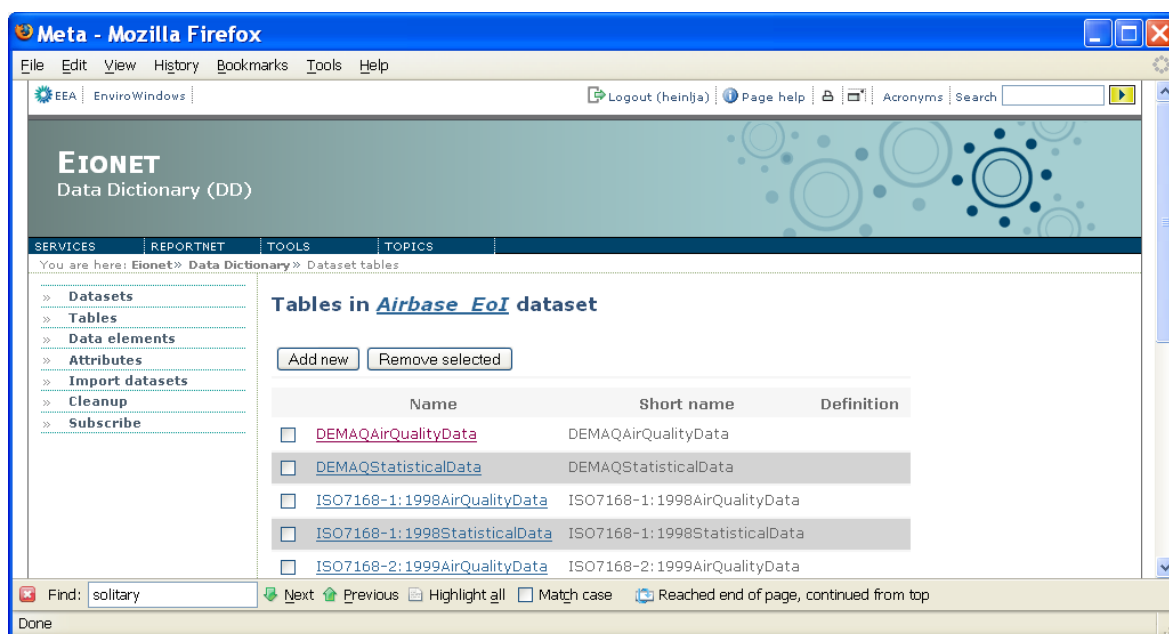 Meta - Mozilla Firefox
File Edit View History Bookmarks Tools Help
EEA EnviroWindows Logout (heinlja) Page help Acronyms Search
EIONET
Data Dictionary (DD)
SERVICES REPORTNET TOOLS TOPICS
You are here: Eionet» Data Dictionary» Dataset tables
» Datasets
» Tables
» Data elements
» Attributes
» Import datasets
» Cleanup
» Subscribe
Tables in Airbase_EoI dataset
Add new Remove selected
Name Short name Definition
DEMAQAirQualityData DEMAQAirQualityData
DEMAQStatisticalData DEMAQStatisticalData
ISO7168-1:1998AirQualityData ISO7168-1:1998AirQualityData
ISO7168-1:1998StatisticalData ISO7168-1:1998StatisticalData
ISO7168-2:1999AirQualityData ISO7168-2:1999AirQualityData
Find: solitary Next Previous Highlight all Match case Reached end of page, continued from top
Done